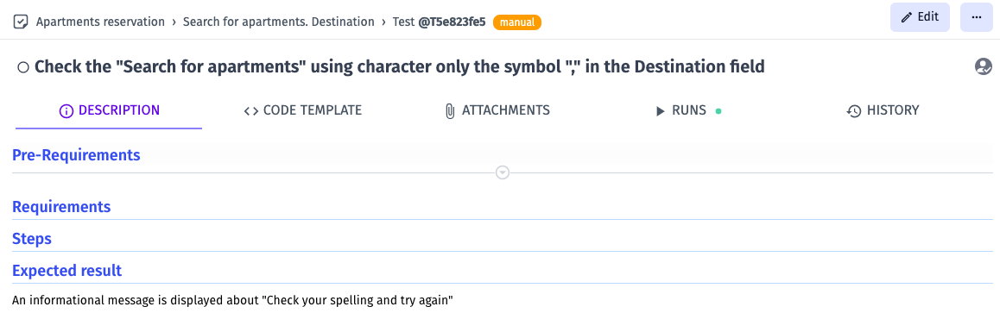 Apartments reservation › Search for apartments. Destination › Test @T5e823fe5 manual
Edit ...
Check the "Search for apartments" using character only the symbol "," in the Destination field
DESCRIPTION <> CODE TEMPLATE ATTACHMENTS RUNS HISTORY
Pre-Requirements
Requirements
Steps
Expected result
An informational message is displayed about "Check your spelling and try again"